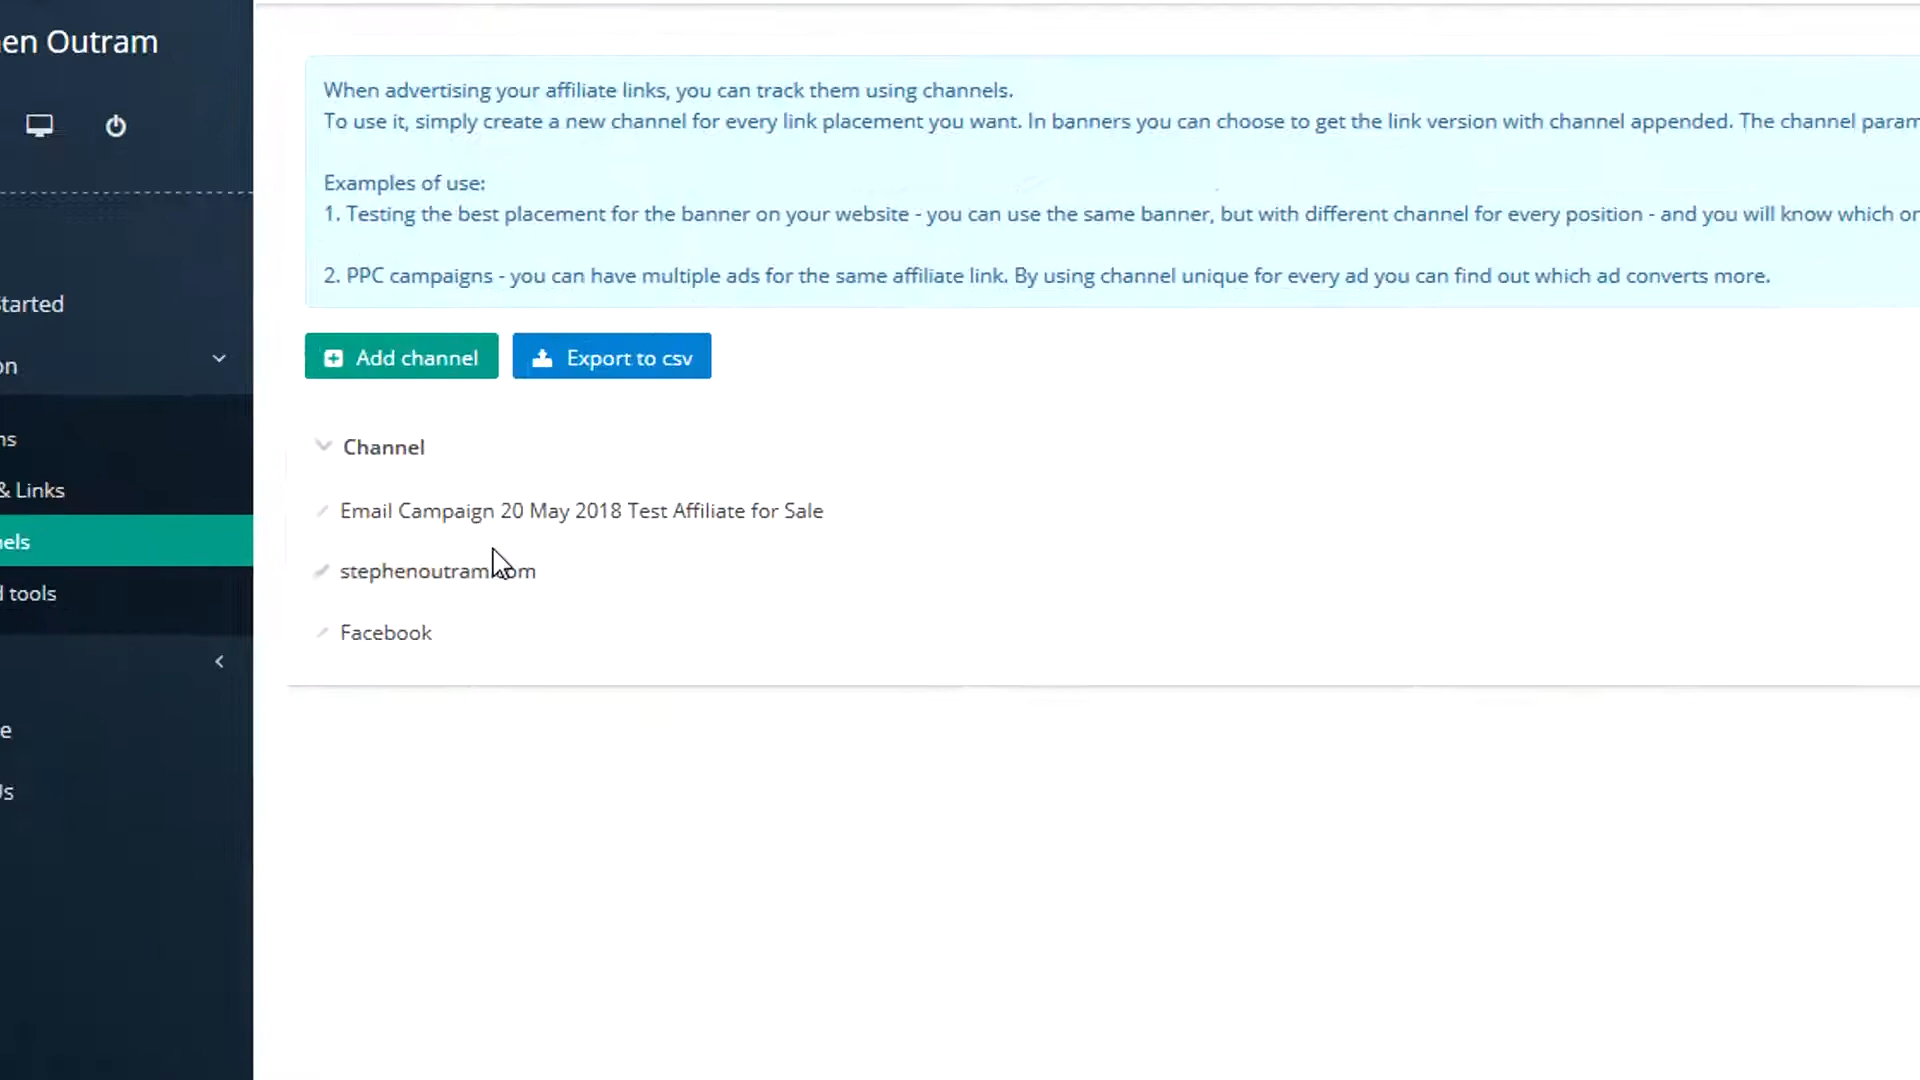 en Outram
When advertising your affiliate links, you can track them using channels.
To use it, simply create a new channel for every link placement you want. In banners you can choose to get the link version with channel appended. The channel param
Examples of use:
1. Testing the best placement for the banner on your website - you can use the same banner, but with different channel for every position - and you will know which or
2. PPC campaigns - you can have multiple ads for the same affiliate link. By using channel unique for every ad you can find out which ad converts more.
Started
on
Add channel
Export to csv
ns
Channel
& Links
Email Campaign 20 May 2018 Test Affiliate for Sale
nels
stephenoutram.com
d tools
Facebook
e
Us